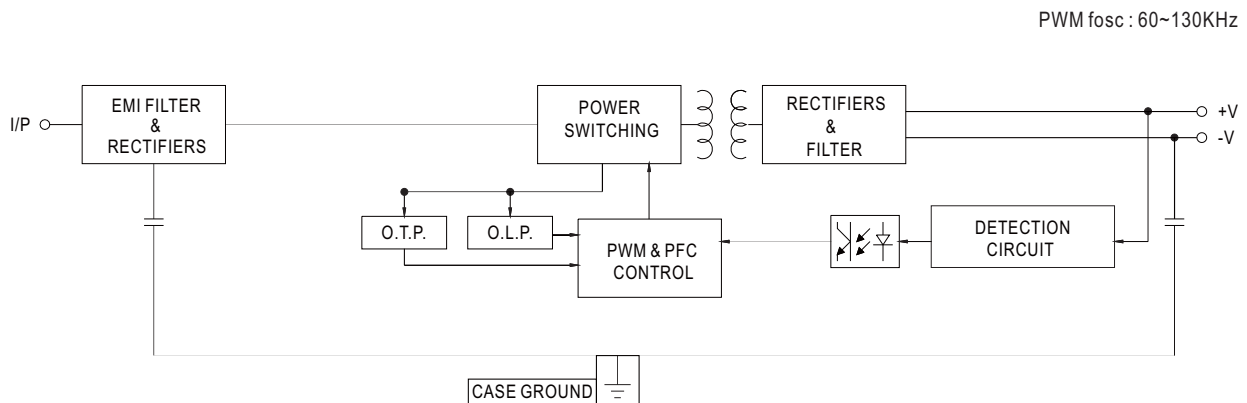 PWM fosc : 60~130KHz
I/P
EMI FILTER
&
RECTIFIERS
POWER
SWITCHING
RECTIFIERS
&
FILTER
+V
-V
O.T.P.
O.L.P.
PWM & PFC
CONTROL
DETECTION
CIRCUIT
CASE GROUND